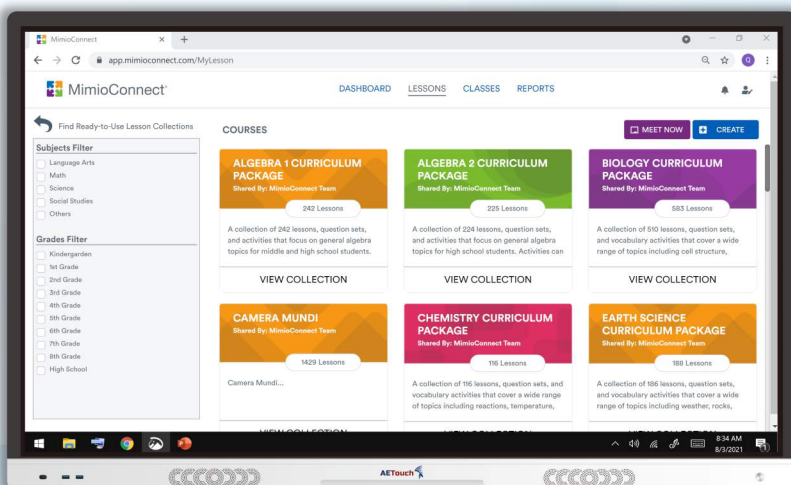 MimioConnect
app.mimioconnect.com/MyLesson
Q
MimioConnect®
DASHBOARD
LESSONS
CLASSES
REPORTS
Find Ready-to-Use Lesson Collections
Subjects Filter
Language Arts
Math
Science
Social Studies
Others
Grades Filter
Kindergarden
1st Grade
2nd Grade
3rd Grade
4th Grade
5th Grade
6th Grade
7th Grade
8th Grade
High School
COURSES
MEET NOW
CREATE
ALGEBRA 1 CURRICULUM
PACKAGE
Shared By: MimioConnect Team
242 Lessons
A collection of 242 lessons, question sets,
and activities that focus on general algebra
topics for middle and high school students.
VIEW COLLECTION
ALGEBRA 2 CURRICULUM
PACKAGE
Shared By: MimioConnect Team
225 Lessons
A collection of 224 lessons, question sets,
and activities that focus on general algebra
topics for high school students. Activities can
VIEW COLLECTION
BIOLOGY CURRICULUM
PACKAGE
Shared By: MimioConnect Team
583 Lessons
A collection of 510 lessons, question sets,
and vocabulary activities that cover a wide
range of topics including cell structure,
VIEW COLLECTION
CAMERA MUNDI
Shared By: MimioConnect Team
1429 Lessons
Camera Mundi...
VIEW COLLECTION
CHEMISTRY CURRICULUM
PACKAGE
Shared By: MimioConnect Team
116 Lessons
A collection of 116 lessons, question sets, and
vocabulary activities that cover a wide range
of topics including reactions, temperature,
VIEW COLLECTION
EARTH SCIENCE
CURRICULUM PACKAGE
Shared By: MimioConnect Team
188 Lessons
A collection of 186 lessons, question sets,
and vocabulary activities that cover a wide
range of topics including weather, rocks,
VIEW COLLECTION
8:34 AM
8/3/2021
AETouch